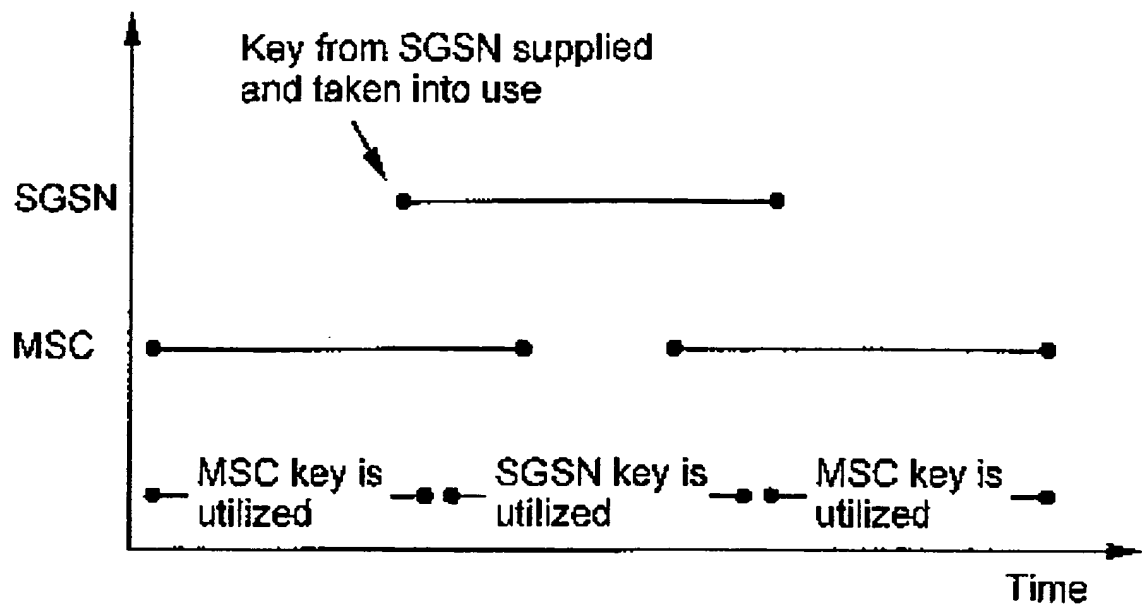 Key from SGSN supplied
and taken into use
SGSN
MSC
MSC key is
utilized
SGSN key is
utilized
MSC key is
utilized
Time